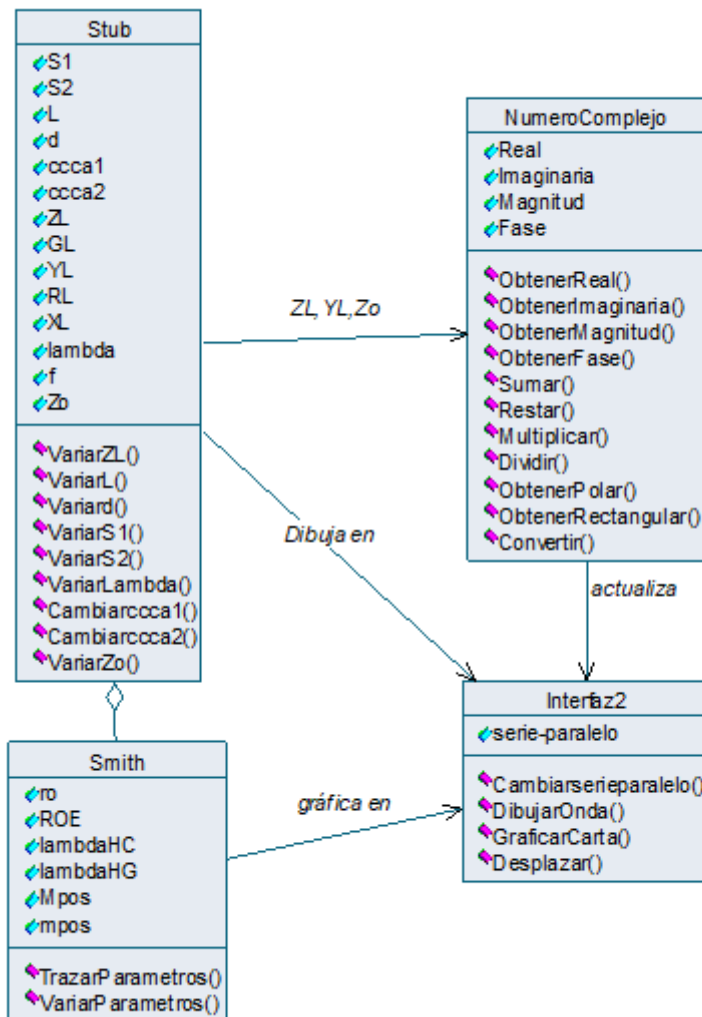 Stub
S1
S2
L
d
ccca1
ccca2
ZL
GL
YL
RL
XL
lambda
f
Zo
VariarZL()
VariarL()
Variard()
VariarS1()
VariarS2()
VariarLambda()
Cambiarccca1()
Cambiarccca2()
VariarZo()
ZL, YL,Zo
NumeroComplejo
Real
Imaginaria
Magnitud
Fase
ObtenerReal()
ObtenerImaginaria()
ObtenerMagnitud()
ObtenerFase()
Sumar()
Restar()
Multiplicar()
Dividir()
ObtenerPolar()
ObtenerRectangular()
Convertir()
Dibuja en
actualiza
Smith
ro
ROE
lambdaHC
lambdaHG
Mpos
mpos
TrazarParametros()
VariarParametros()
gráfica en
Interfaz2
serie-paralelo
Cambiarserieparalelo()
DibujarOnda()
GraficarCarta()
Desplazar()